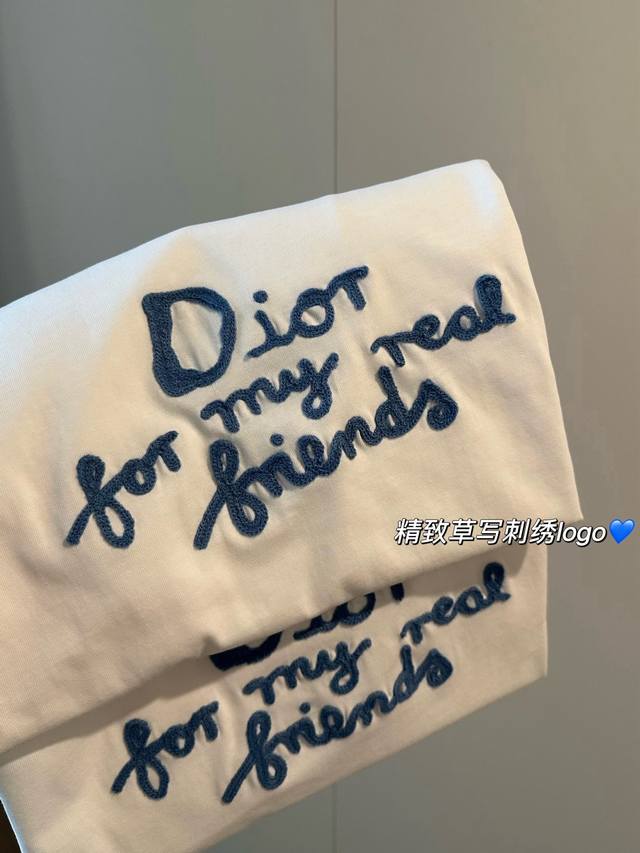 Dior
for my real
friends
精致草写刺绣logo💙
Dior
for my real
friends